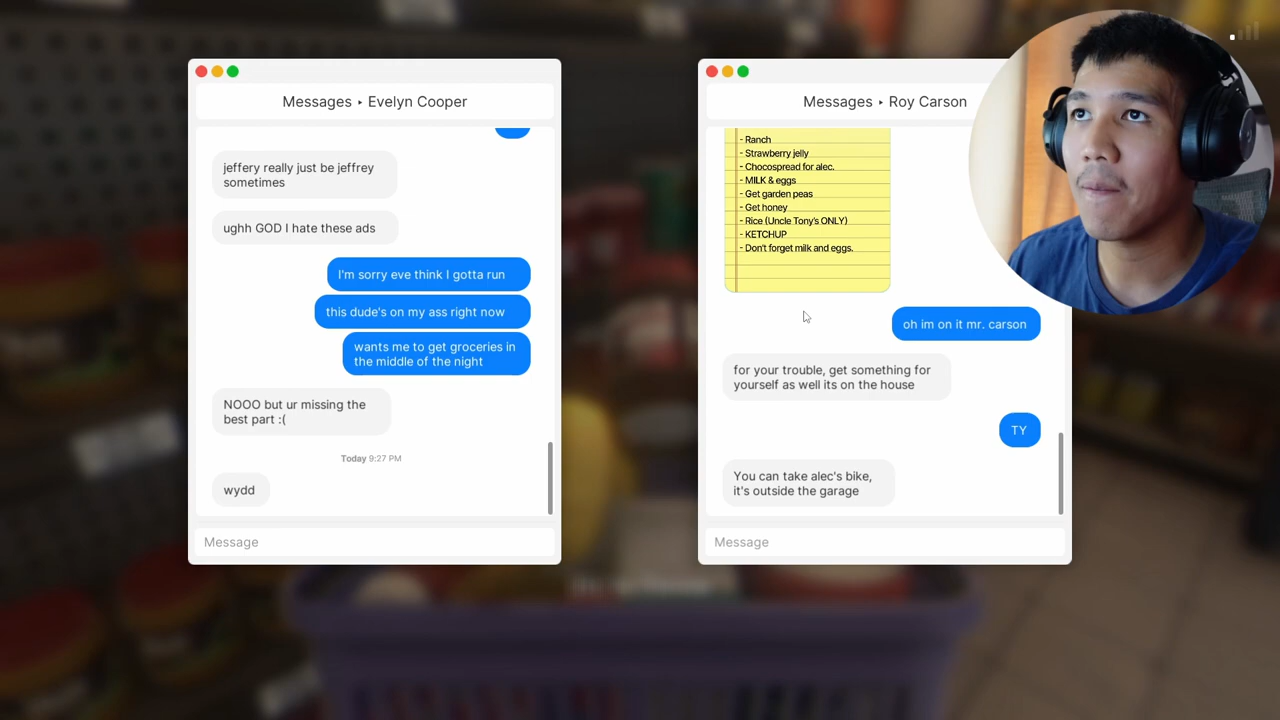 Messages ▸ Evelyn Cooper
jeffery really just be jeffrey
sometimes
ughh GOD I hate these ads
I'm sorry eve think I gotta run
this dude's on my ass right now
wants me to get groceries in
the middle of the night
NOOO but ur missing the
best part :(
Today 9:27 PM
wydd
Message
Messages ▸ Roy Carson
- Ranch
- Strawberry jelly
- Chocospread for alec.
- MILK & eggs
- Get garden peas
- Get honey
- Rice (Uncle Tony's ONLY)
- KETCHUP
- Don't forget milk and eggs.
oh im on it mr. carson
for your trouble, get something for
yourself as well its on the house
TY
You can take alec's bike,
it's outside the garage
Message